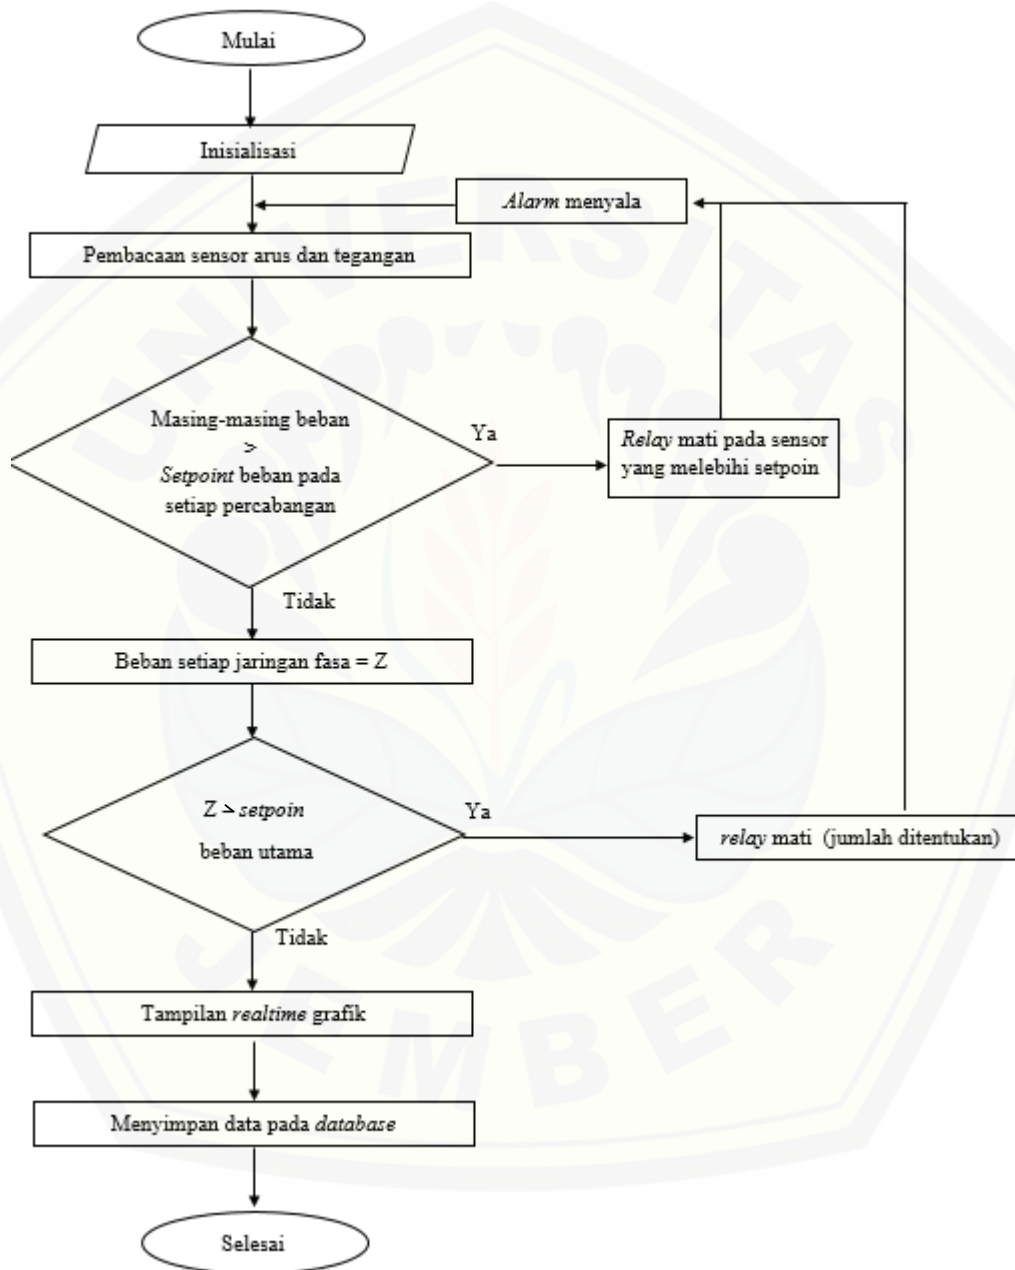 Mulai
Inisialisasi
Alarm menyala
Pembacaan sensor arus dan tegangan
Masing-masing beban
>
Setpoint beban pada
setiap percabangan
Ya
Relay mati pada sensor
yang melebihi setpoin
Tidak
Beban setiap jaringan fasa = Z
Z > setpoin
beban utama
Ya
relay mati (jumlah ditentukan)
Tidak
Tampilan realtime grafik
Menyimpan data pada database
Selesai
UNIVERSITAS
JEMBER